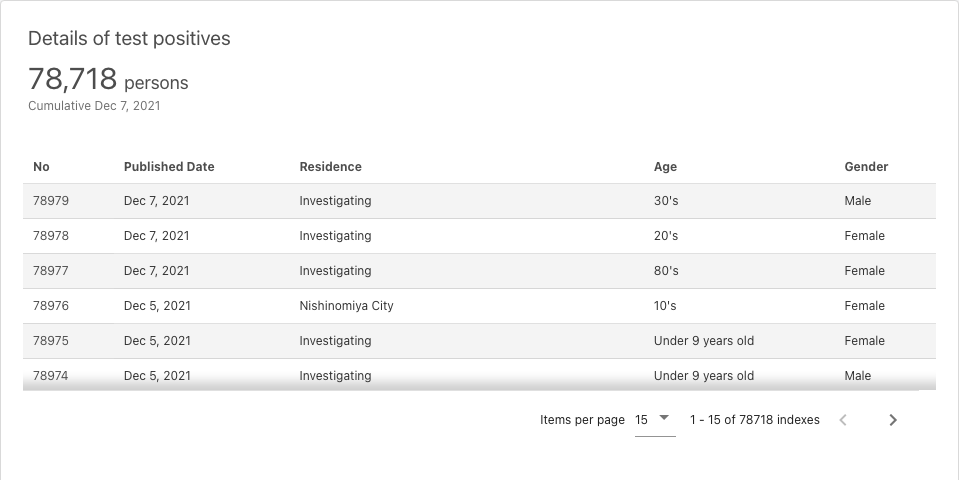 Details of test positives
78,718 persons
Cumulative Dec 7, 2021
No Published Date Residence Age Gender
78979 Dec 7, 2021 Investigating 30's Male
78978 Dec 7, 2021 Investigating 20's Female
78977 Dec 7, 2021 Investigating 80's Female
78976 Dec 5, 2021 Nishinomiya City 10's Female
78975 Dec 5, 2021 Investigating Under 9 years old Female
78974 Dec 5, 2021 Investigating Under 9 years old Male
Items per page 15 1 - 15 of 78718 indexes